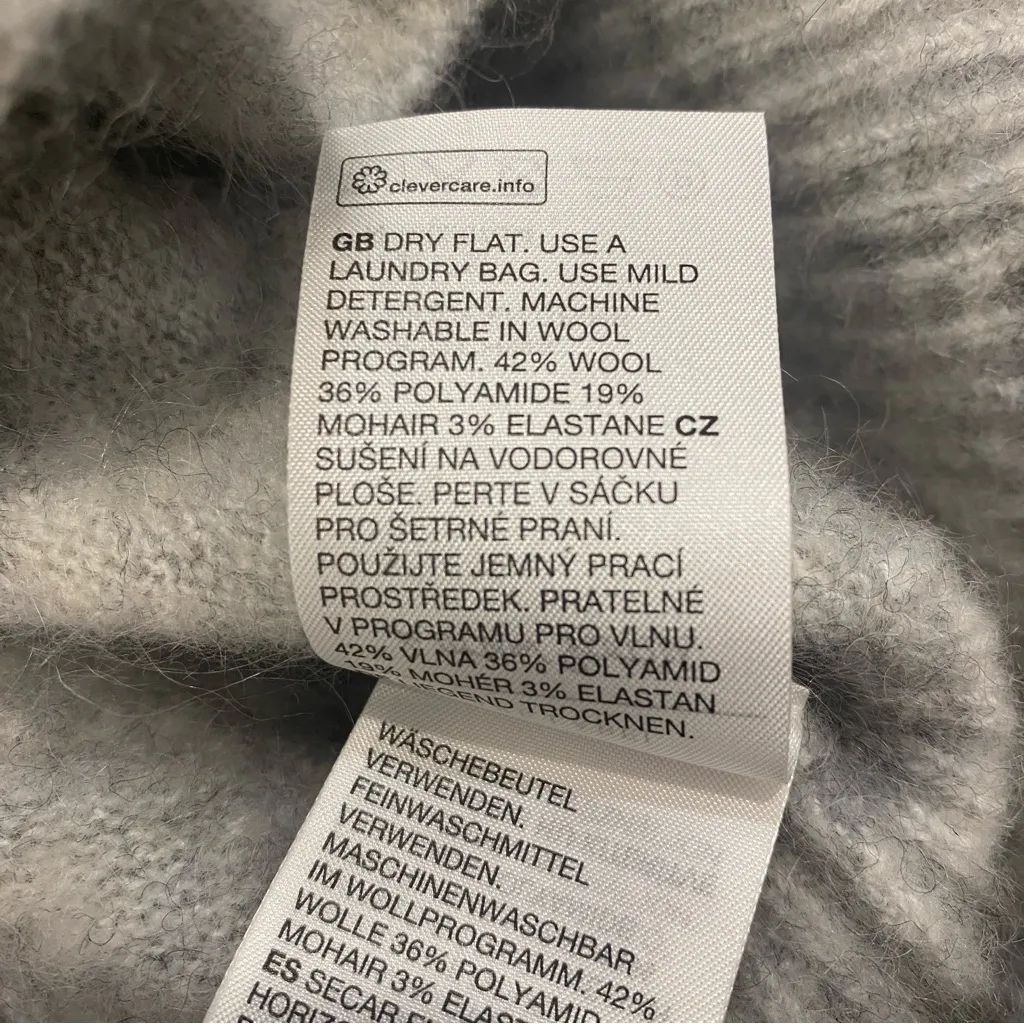 clevercare.info
GB DRY FLAT. USE A
LAUNDRY BAG. USE MILD
DETERGENT. MACHINE
WASHABLE IN WOOL
PROGRAM. 42% WOOL
36% POLYAMIDE 19%
MOHAIR 3% ELASTANE CZ
SUŠENÍ NA VODOROVNÉ
PLOŠE. PERTE V SÁČKU
PRO ŠETRNÉ PRANÍ.
POUŽIJTE JEMNÝ PRACÍ
PROSTŘEDEK. PRATELNÉ
V PROGRAMU PRO VLNU.
42% VLNA 36% POLYAMID
19% MOHÉR 3% ELASTAN
TROCKNEN.
WÄSCHEBEUTEL
VERWENDEN.
FEINWASCHMITTEL
VERWENDEN.
MASCHINENWASCHBAR
IM WOLLPROGRAMM. 42%
WOLLE 36% POLYAMID
MOHAIR 3%
ES SECAR